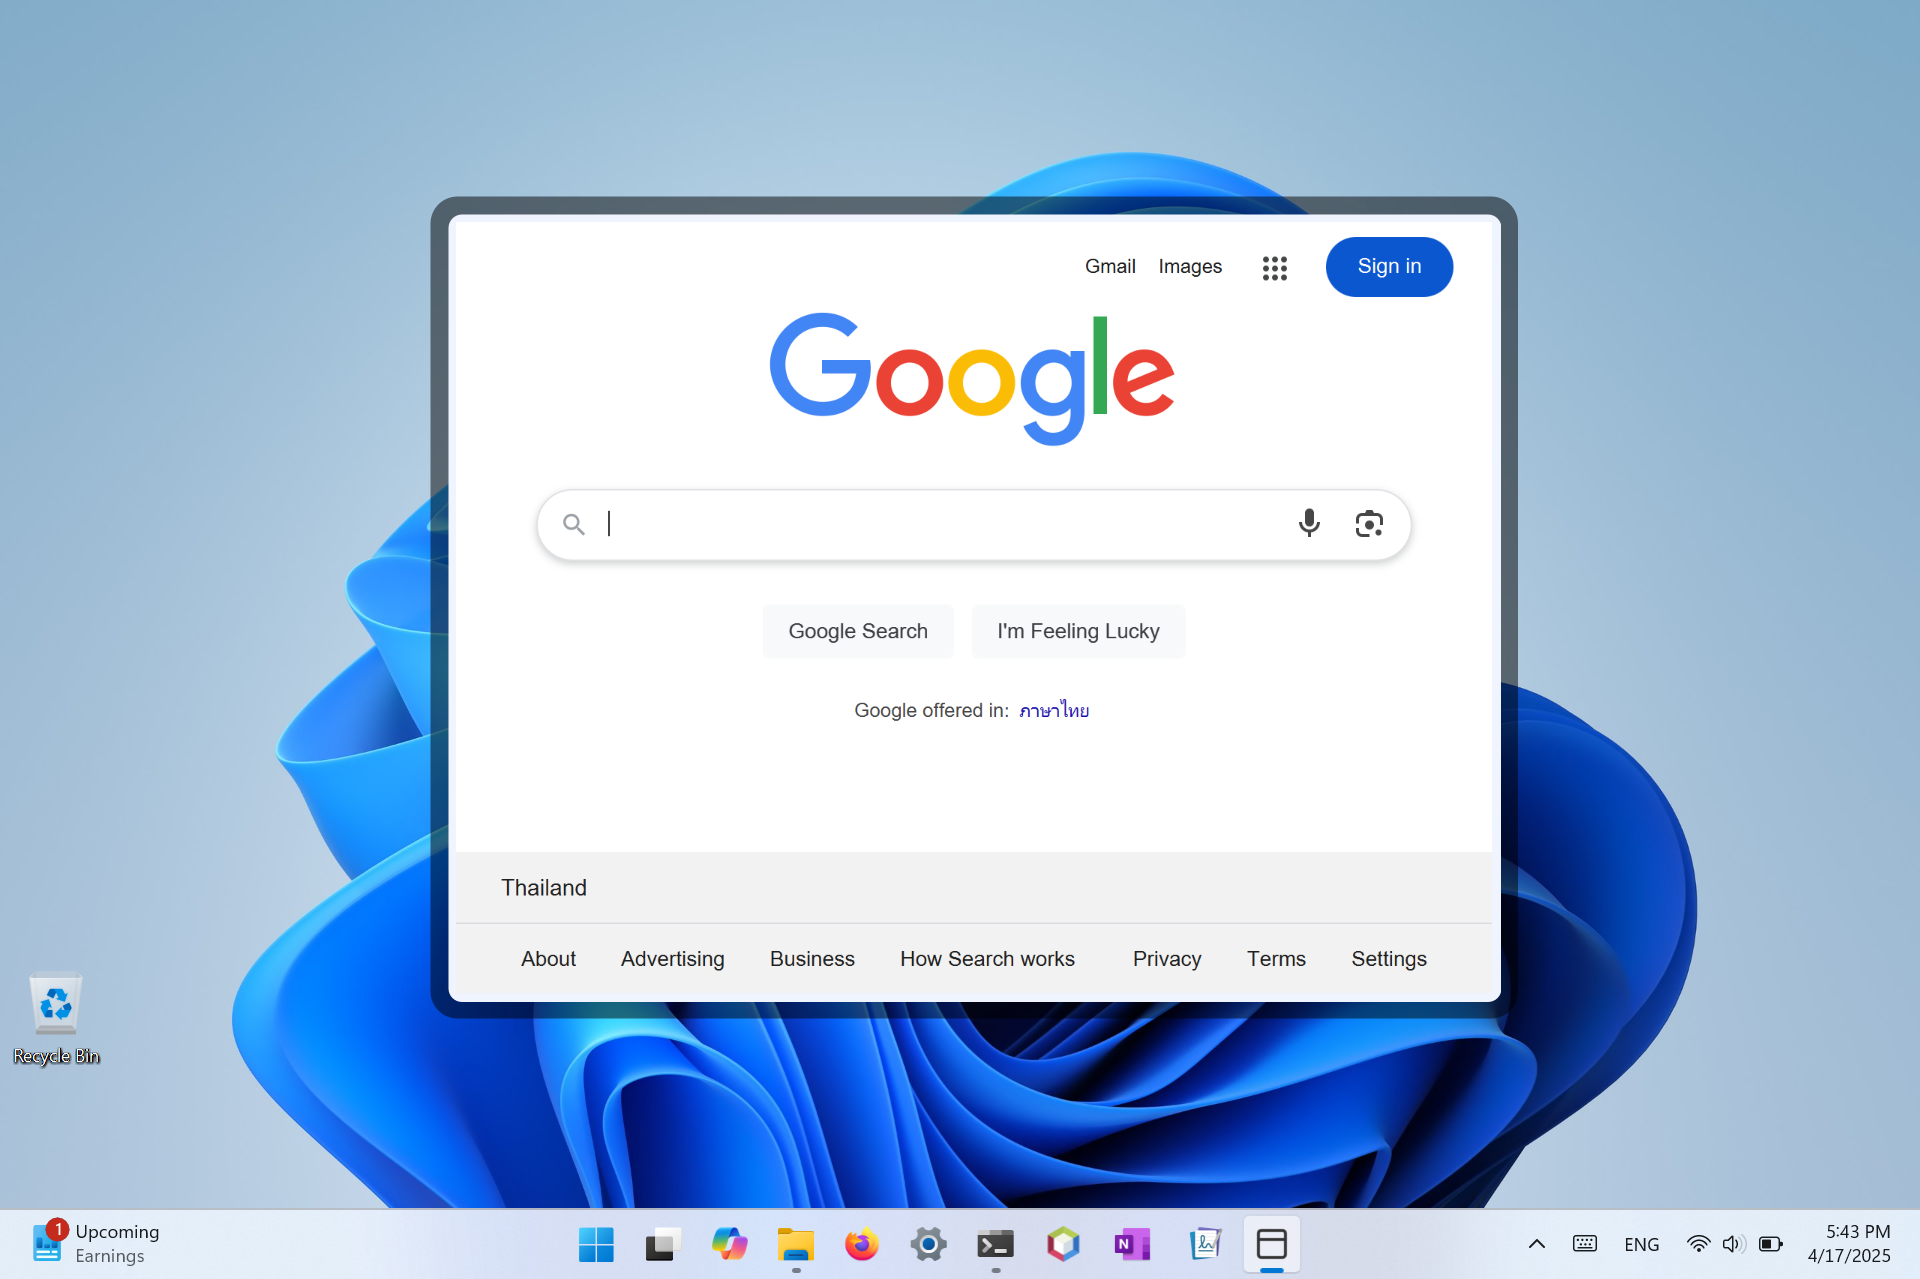 Gmail Images Sign in
Google
Google Search I'm Feeling Lucky
Google offered in: ภาษาไทย
Thailand
About Advertising Business How Search works Privacy Terms Settings
Recycle Bin
1 Upcoming
Earnings
N
ENG
5:43 PM
4/17/2025